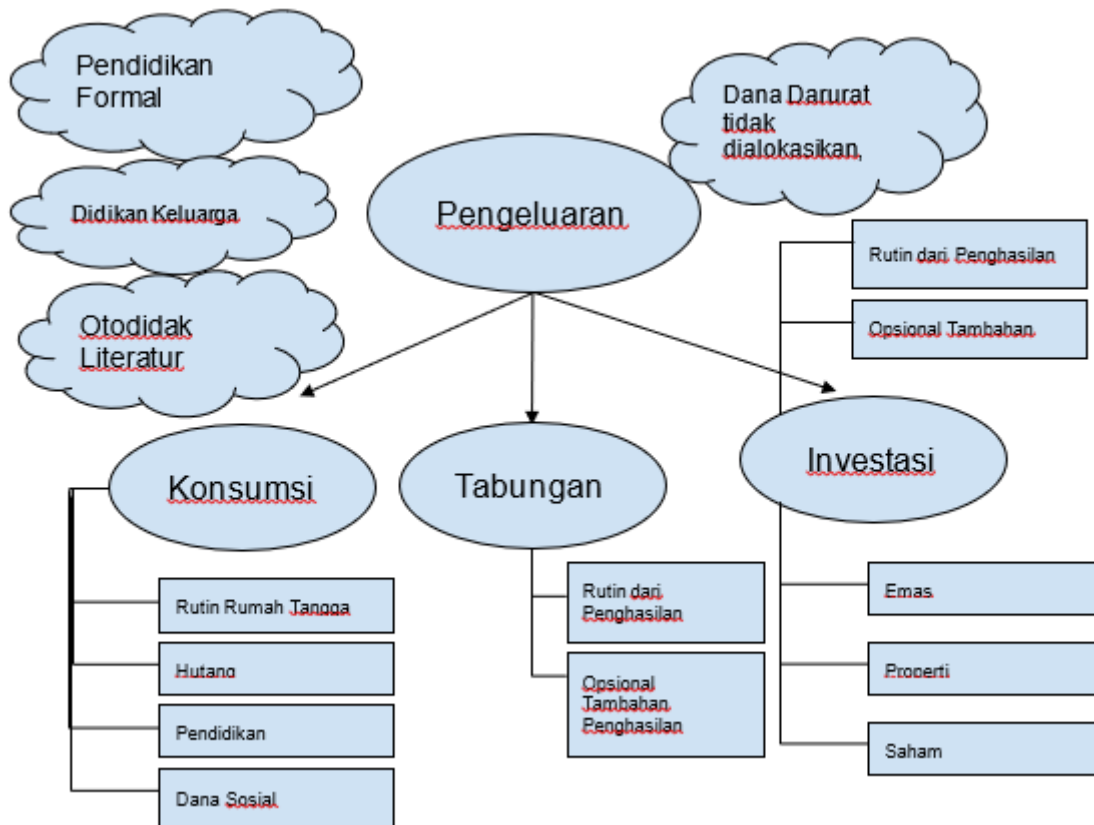 Pendidikan
Formal
Didikan Keluarga
Otodidak
Literatur
Dana Darurat
tidak
dialokasikan,
Pengeluaran
Rutin dari Penghasilan
Opsional Tambahan
Konsumsi
Tabungan
Investasi
Rutin Rumah Tangga
Hutang
Pendidikan
Dana Sosial
Rutin dari
Penghasilan
Opsional
Tambahan
Penghasilan
Emas
Properti
Saham